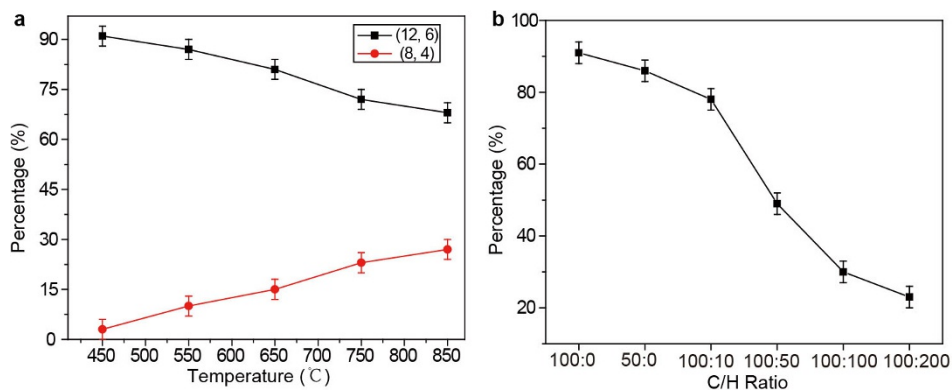 a
(12, 6)
(8, 4)
Percentage (%)
90
75
60
45
30
15
0
450 500 550 600 650 700 750 800 850
Temperature (℃)
b
Percentage (%)
100
80
60
40
20
100:0 50:0 100:10 100:50 100:100 100:200
C/H Ratio